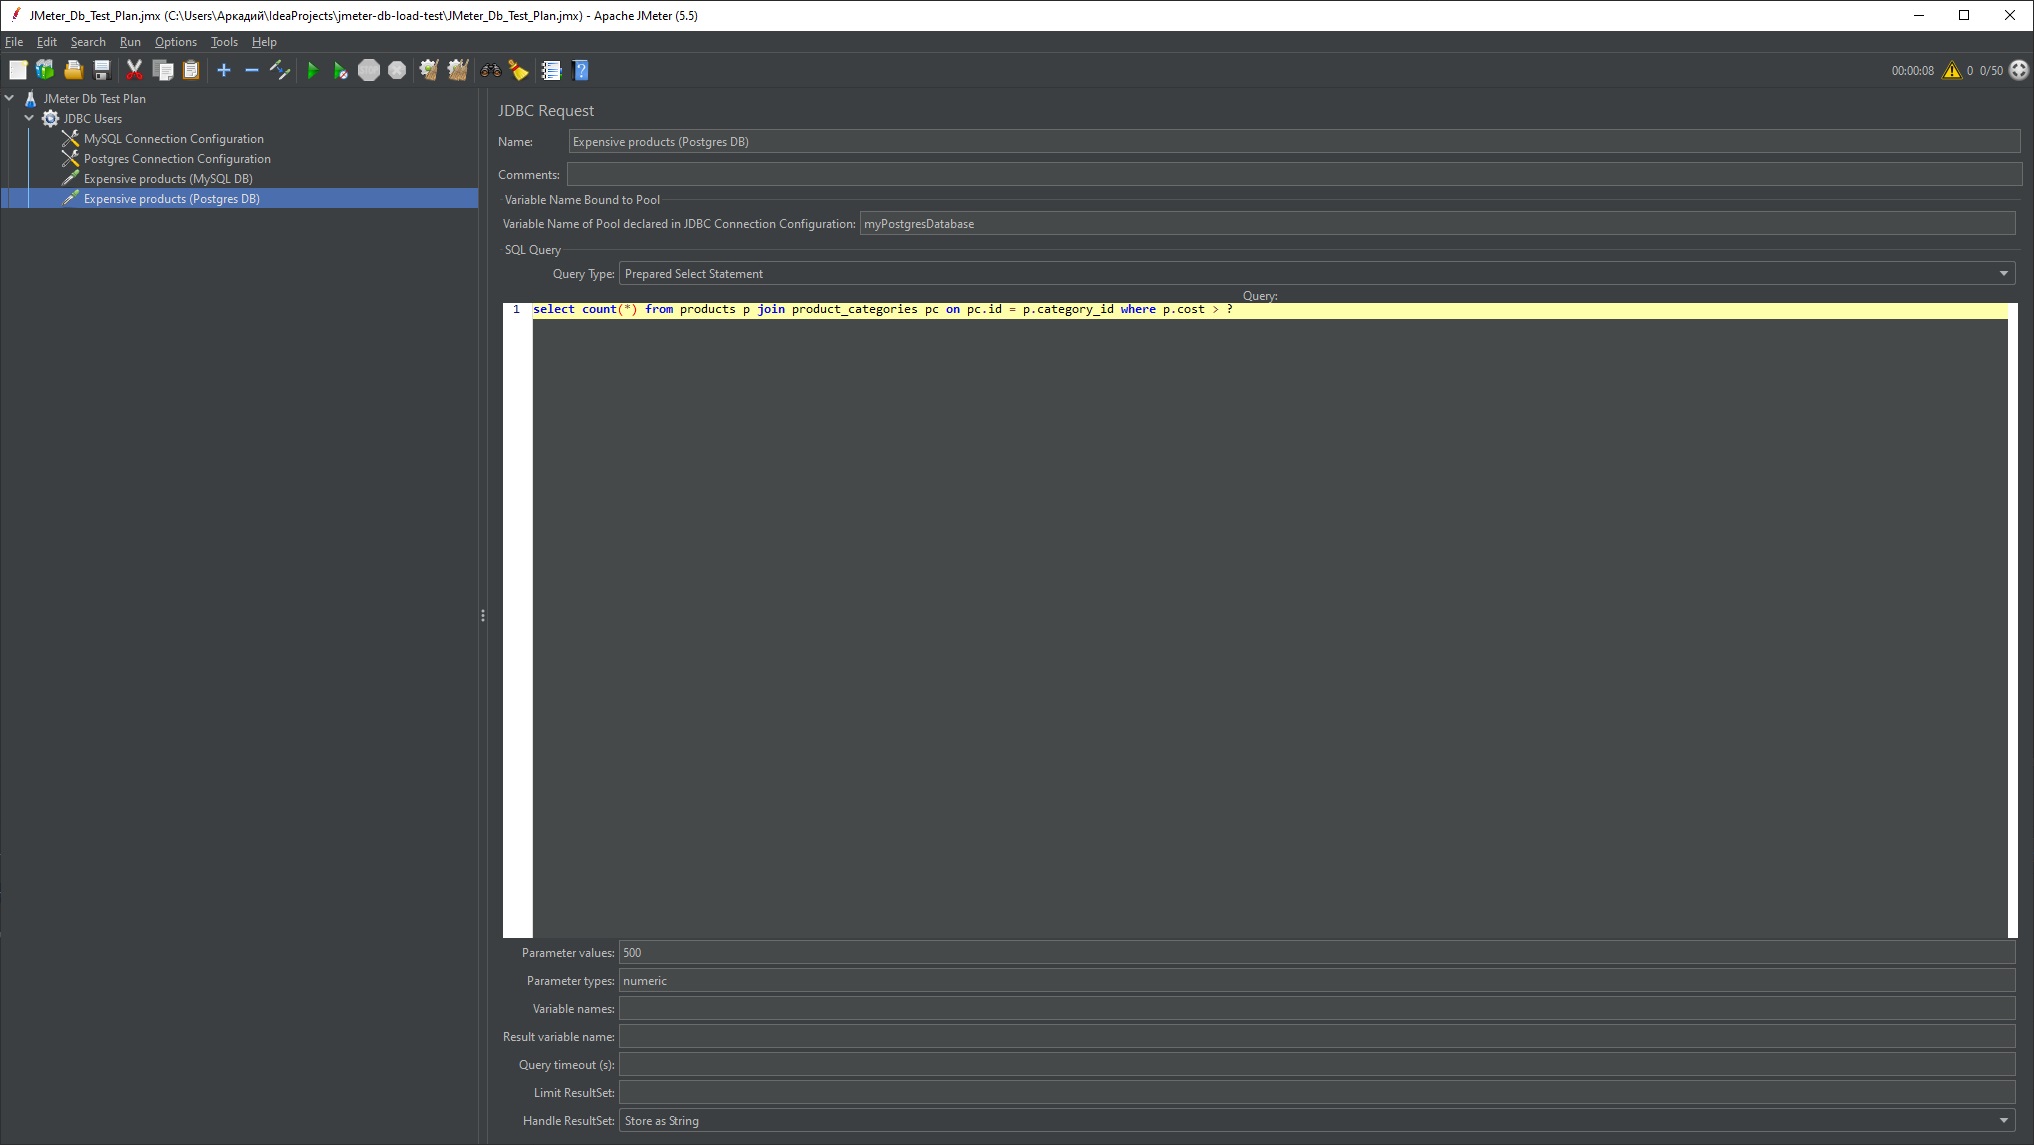 JMeter_Db_Test_Plan.jmx (C:\Users\Аркадий\IdeaProjects\jmeter-db-load-test\JMeter_Db_Test_Plan.jmx) - Apache JMeter (5.5)
File Edit Search Run Options Tools Help
STOP 00:00:08 0 0/50
JMeter Db Test Plan
JDBC Users
MySQL Connection Configuration
Postgres Connection Configuration
Expensive products (MySQL DB)
Expensive products (Postgres DB)
JDBC Request
Name: Expensive products (Postgres DB)
Comments:
Variable Name Bound to Pool
Variable Name of Pool declared in JDBC Connection Configuration: myPostgresDatabase
SQL Query
Query Type: Prepared Select Statement
Query:
1 select count(*) from products p join product_categories pc on pc.id = p.category_id where p.cost > ?
Parameter values: 500
Parameter types: numeric
Variable names:
Result variable name:
Query timeout (s):
Limit ResultSet:
Handle ResultSet: Store as String